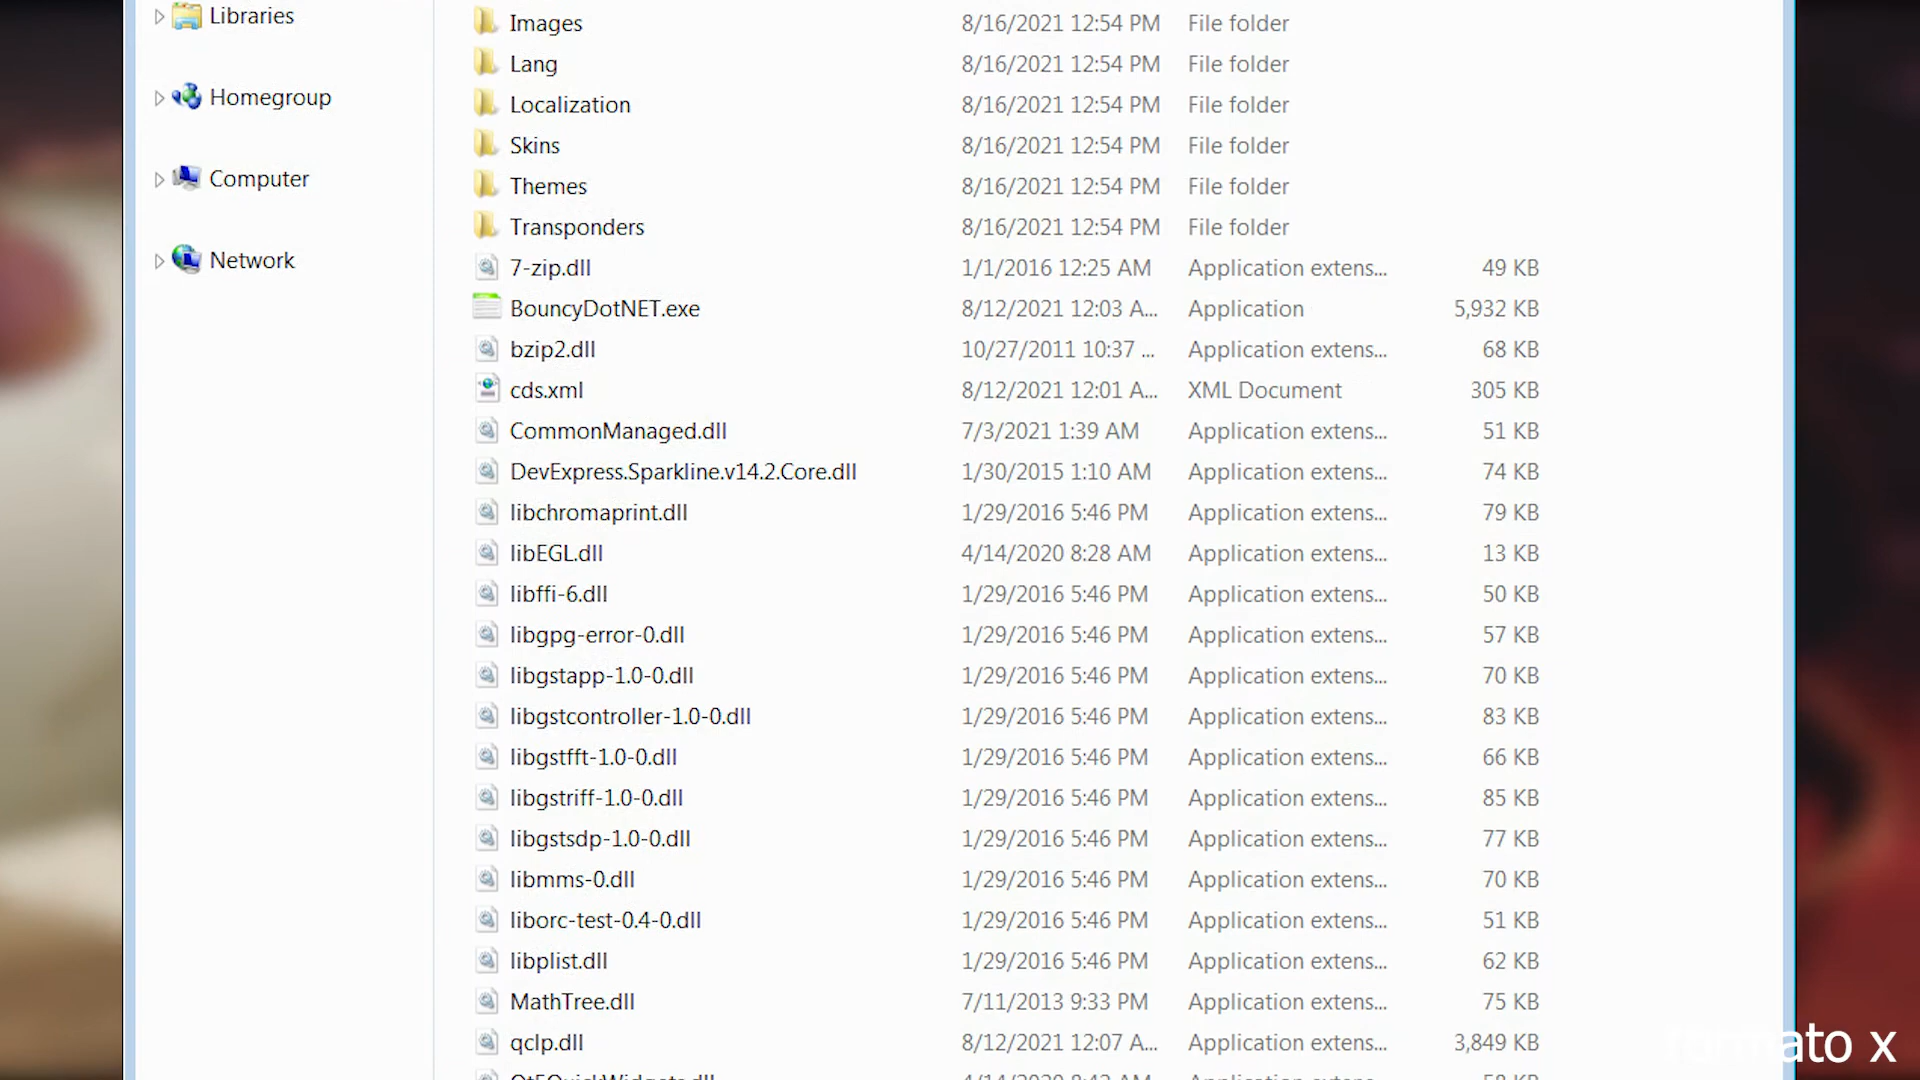 Libraries
Homegroup
Computer
Network
Images 8/16/2021 12:54 PM File folder
Lang 8/16/2021 12:54 PM File folder
Localization 8/16/2021 12:54 PM File folder
Skins 8/16/2021 12:54 PM File folder
Themes 8/16/2021 12:54 PM File folder
Transponders 8/16/2021 12:54 PM File folder
7-zip.dll 1/1/2016 12:25 AM Application extens... 49 KB
BouncyDotNET.exe 8/12/2021 12:03 A... Application 5,932 KB
bzip2.dll 10/27/2011 10:37 ... Application extens... 68 KB
cds.xml 8/12/2021 12:01 A... XML Document 305 KB
CommonManaged.dll 7/3/2021 1:39 AM Application extens... 51 KB
DevExpress.Sparkline.v14.2.Core.dll 1/30/2015 1:10 AM Application extens... 74 KB
libchromaprint.dll 1/29/2016 5:46 PM Application extens... 79 KB
libEGL.dll 4/14/2020 8:28 AM Application extens... 13 KB
libffi-6.dll 1/29/2016 5:46 PM Application extens... 50 KB
libgpg-error-0.dll 1/29/2016 5:46 PM Application extens... 57 KB
libgstapp-1.0-0.dll 1/29/2016 5:46 PM Application extens... 70 KB
libgstcontroller-1.0-0.dll 1/29/2016 5:46 PM Application extens... 83 KB
libgstfft-1.0-0.dll 1/29/2016 5:46 PM Application extens... 66 KB
libgstriff-1.0-0.dll 1/29/2016 5:46 PM Application extens... 85 KB
libgstsdp-1.0-0.dll 1/29/2016 5:46 PM Application extens... 77 KB
libmms-0.dll 1/29/2016 5:46 PM Application extens... 70 KB
liborc-test-0.4-0.dll 1/29/2016 5:46 PM Application extens... 51 KB
libplist.dll 1/29/2016 5:46 PM Application extens... 62 KB
MathTree.dll 7/11/2013 9:33 PM Application extens... 75 KB
qclp.dll 8/12/2021 12:07 A... Application extens... 3,849 KB
formato x